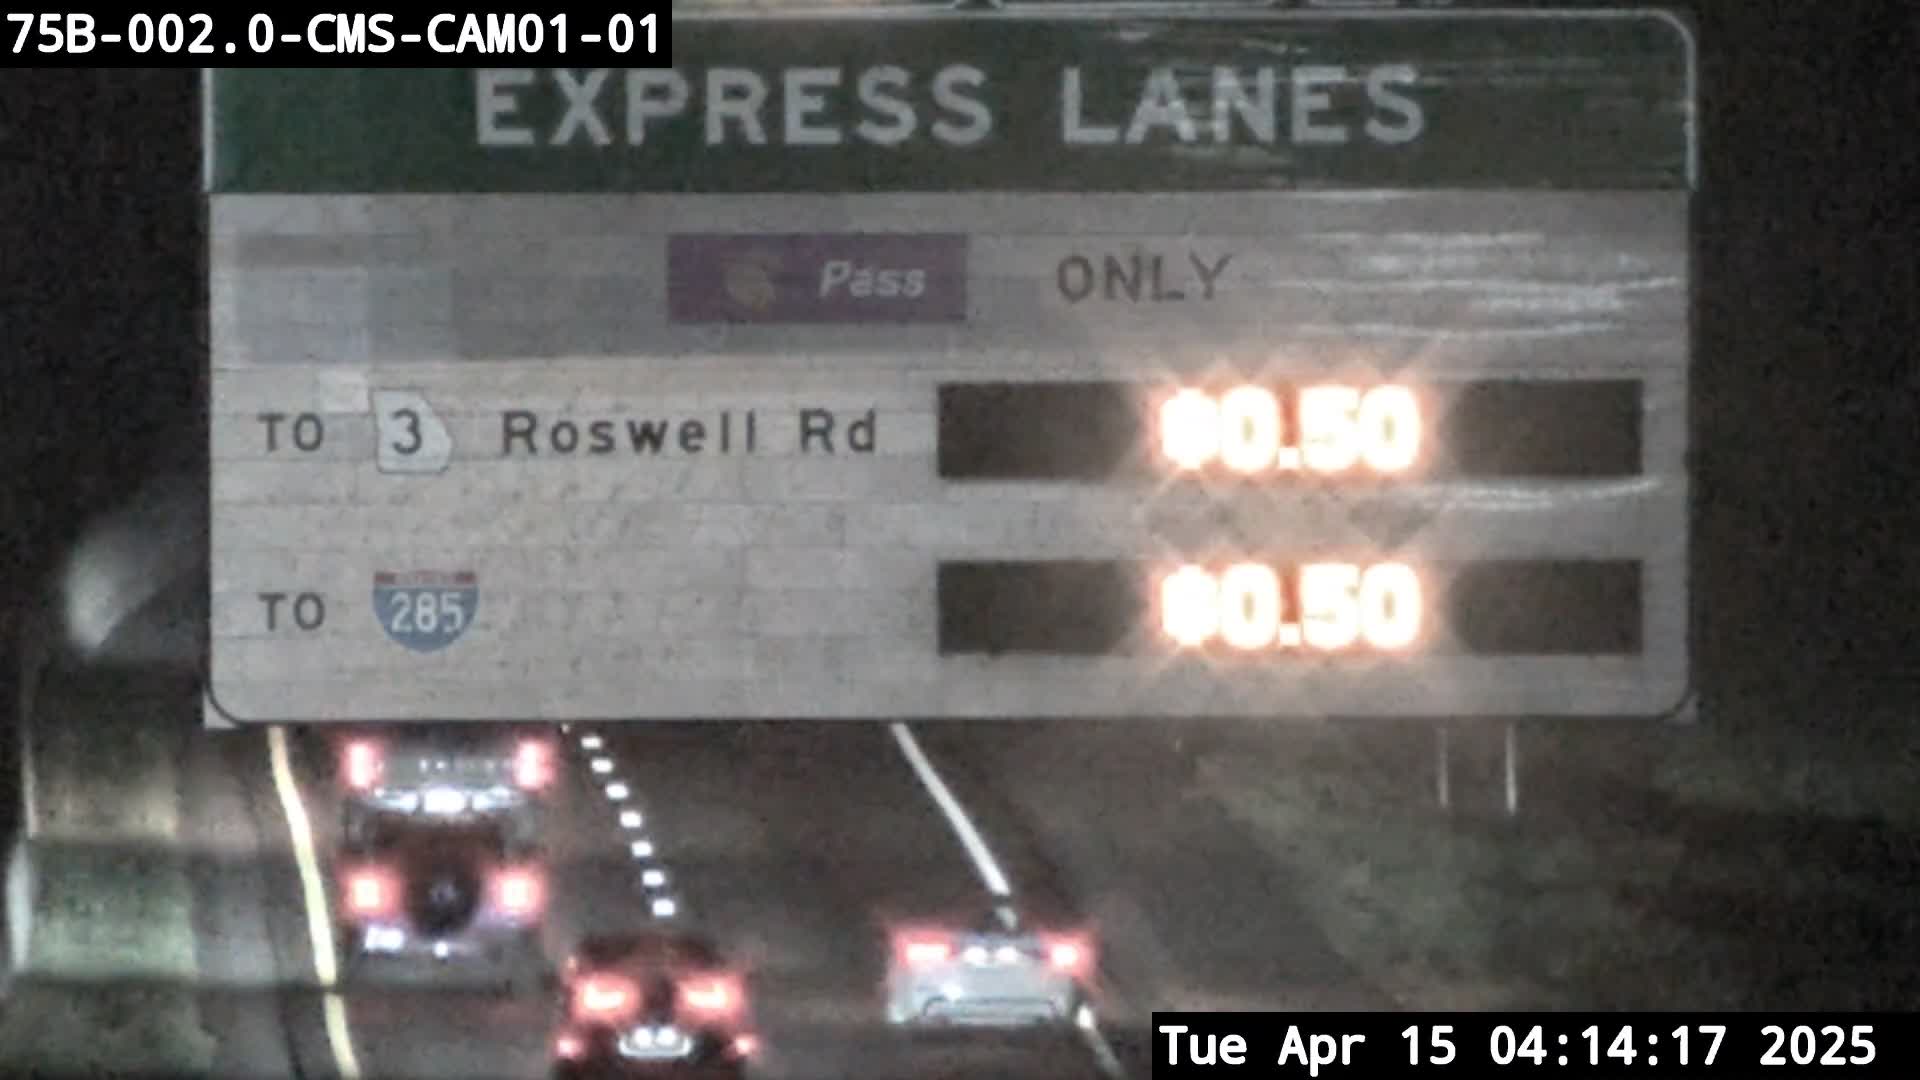 75B-002.0-CMS-CAM01-01
EXPRESS LANES
Pass ONLY
TO 3 Roswell Rd $0.50
TO 285 $0.50
Tue Apr 15 04:14:17 2025